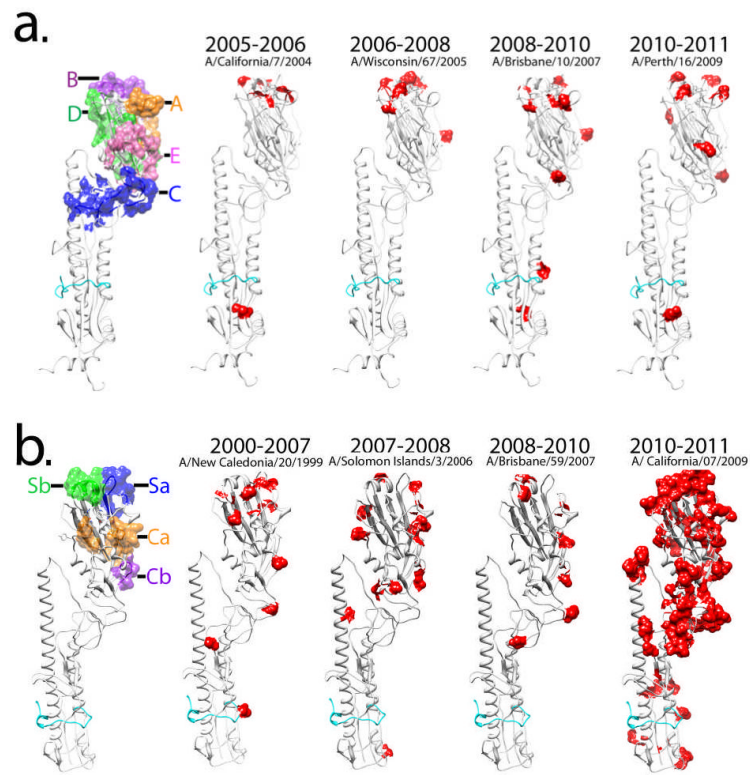 a.
2005-2006 2006-2008 2008-2010 2010-2011
A/California/7/2004 A/Wisconsin/67/2005 A/Brisbane/10/2007 A/Perth/16/2009
B
A
D
E
C
b.
2000-2007 2007-2008 2008-2010 2010-2011
A/New Caledonia/20/1999 A/Solomon Islands/3/2006 A/Brisbane/59/2007 A/ California/07/2009
Sb Sa
Ca
Cb